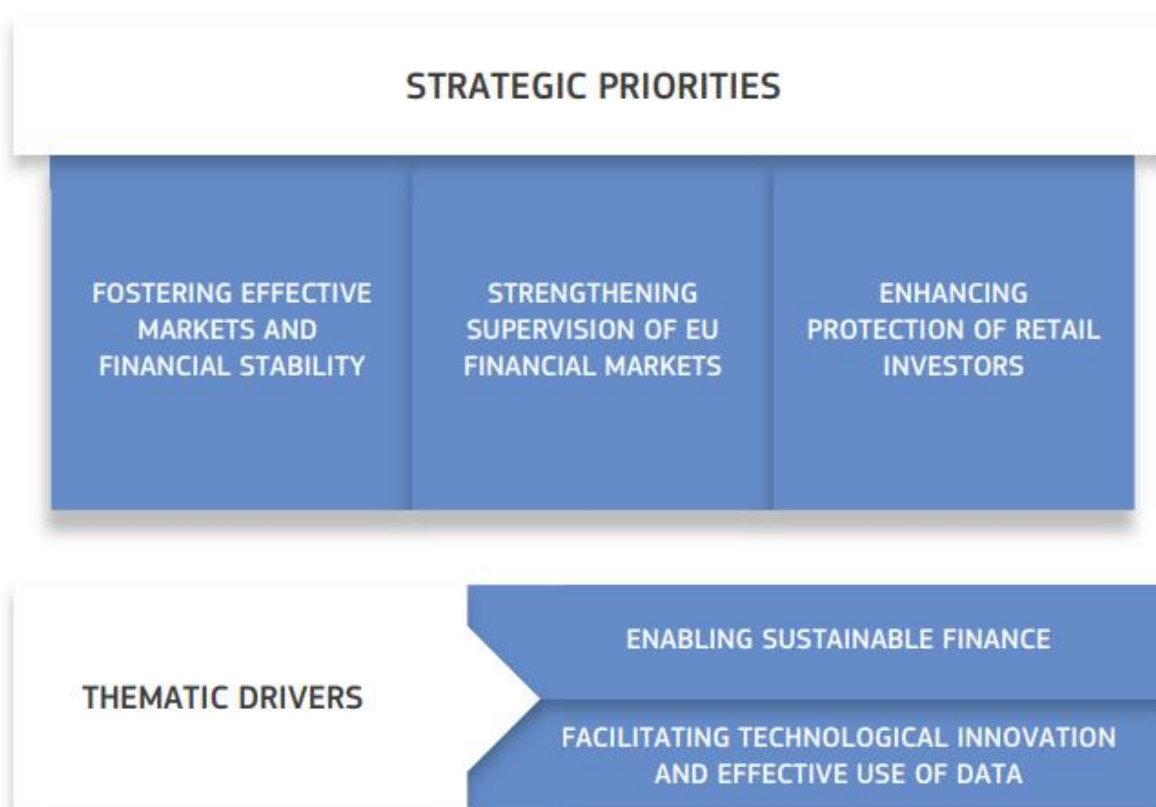 STRATEGIC PRIORITIES
FOSTERING EFFECTIVE
MARKETS AND
FINANCIAL STABILITY
STRENGTHENING
SUPERVISION OF EU
FINANCIAL MARKETS
ENHANCING
PROTECTION OF RETAIL
INVESTORS
THEMATIC DRIVERS
ENABLING SUSTAINABLE FINANCE
FACILITATING TECHNOLOGICAL INNOVATION
AND EFFECTIVE USE OF DATA